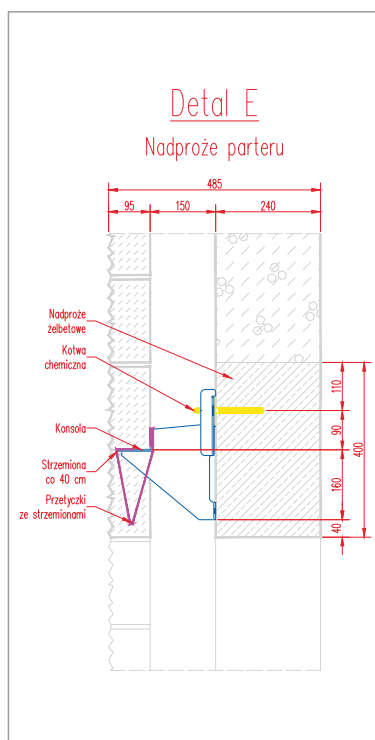 Detal E
Nadproże parteru
485
95
150
240
Nadproże
żelbetowe
Kotwa
chemiczna
Konsola
Strzemiona
co 40 cm
Przetyczki
ze strzemionami
110
90
400
160
40